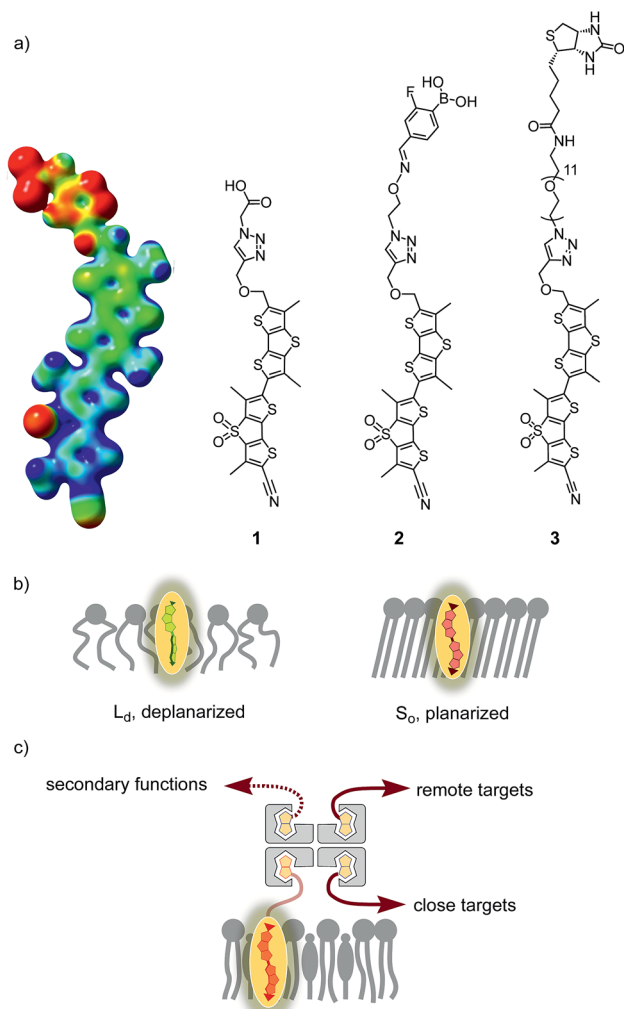 a)
HO
O
N
N
N
O
S
S
S
S
O
O
S
S
N
1
HO
B
OH
F
N
O
N
N
N
O
S
S
S
S
O
O
S
S
N
2
H
N
S
O
N
H
O
NH
11
O
N
N
N
O
S
S
S
S
O
O
S
S
N
3
b)
Ld, deplanarized
So, planarized
c)
secondary functions
remote targets
close targets